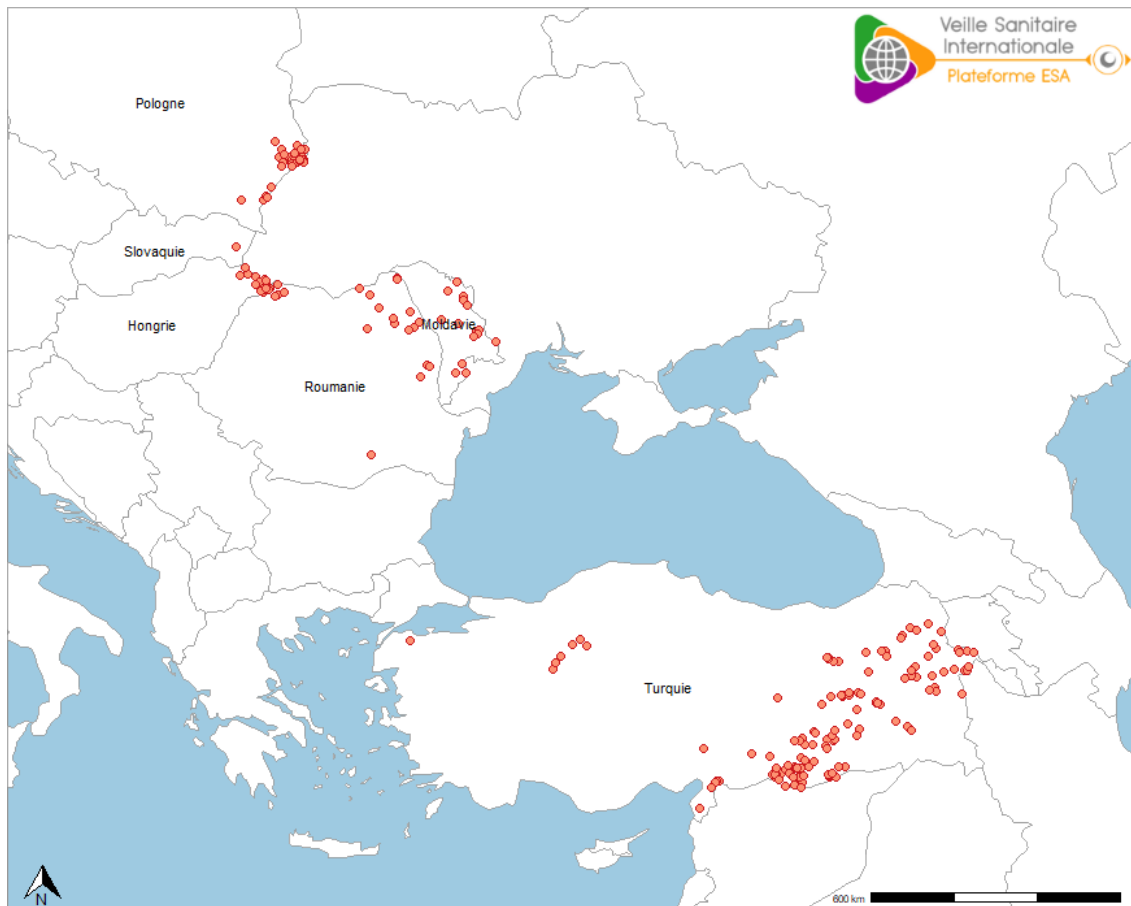 Veille Sanitaire
Internationale
Plateforme ESA
Pologne
Slovaquie
Hongrie
Moldavie
Roumanie
Turquie
N
600 km